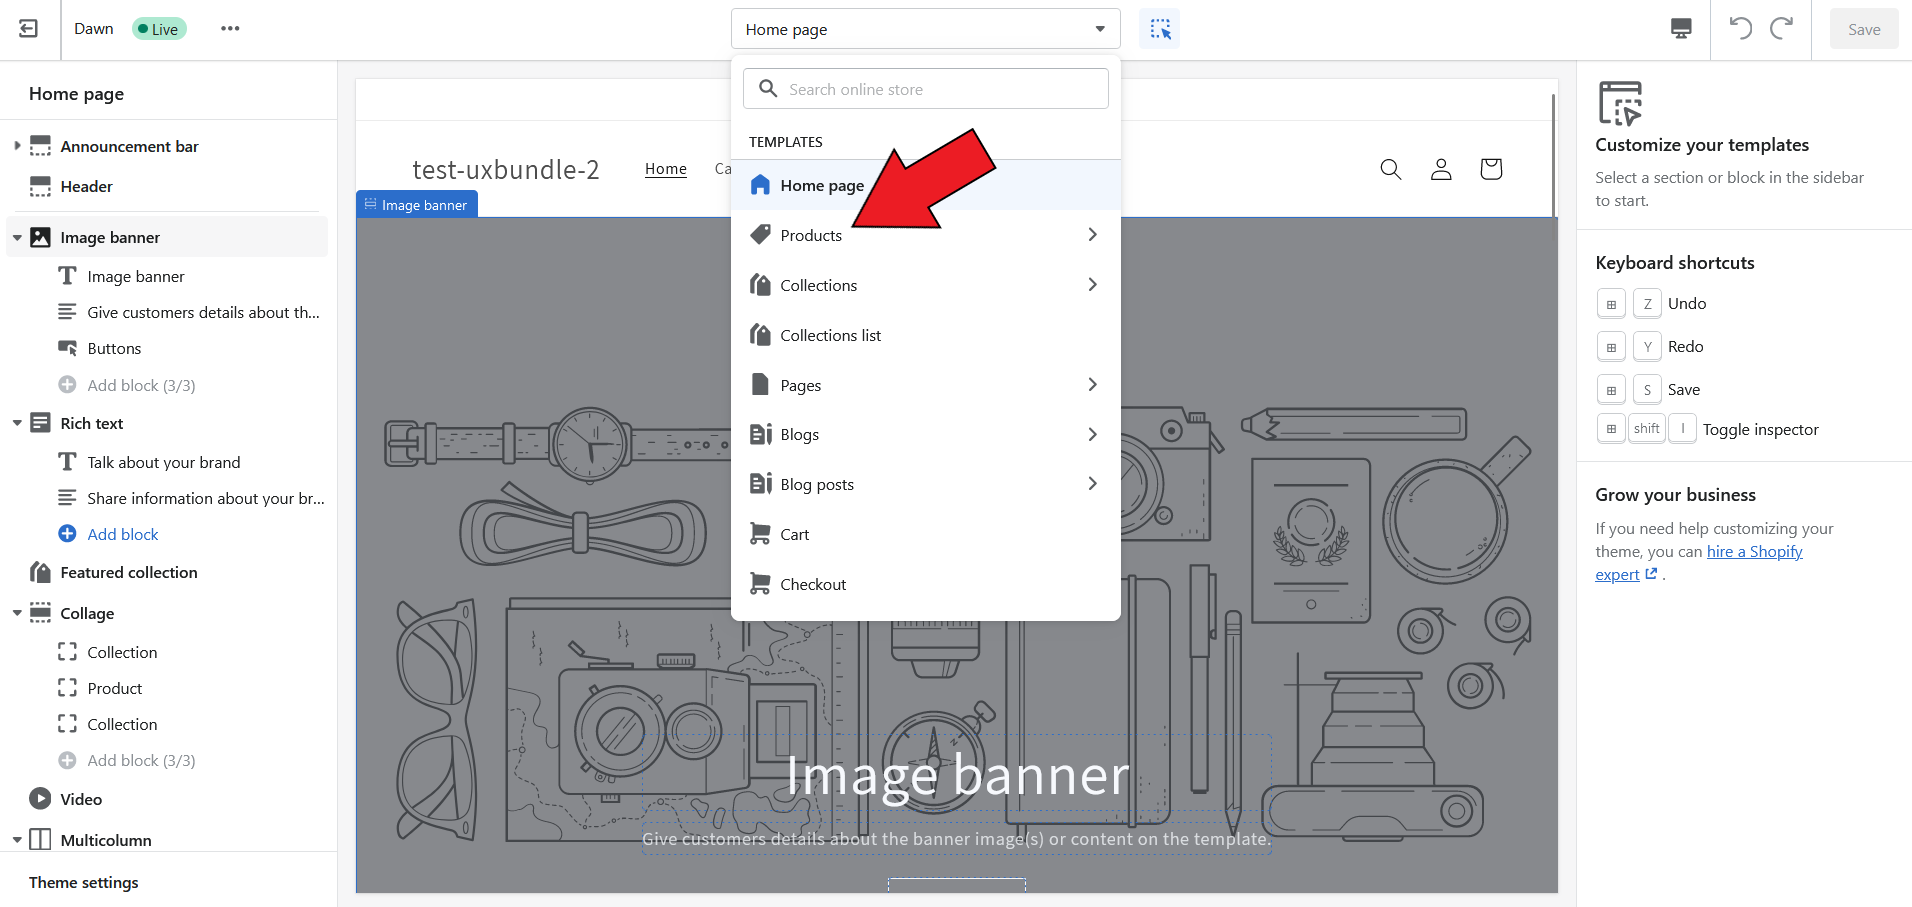 Dawn
Live
Home page
Save
Search online store
TEMPLATES
Home page
Products
Collections
Collections list
Pages
Blogs
Blog posts
Cart
Checkout
Home page
Announcement bar
Header
Image banner
Image banner
Give customers details about th...
Buttons
Add block (3/3)
Rich text
Talk about your brand
Share information about your br...
Add block
Featured collection
Collage
Collection
Product
Collection
Add block (3/3)
Video
Multicolumn
Theme settings
test-uxbundle-2
Home
Ca
Image banner
N
Image banner
Give customers details about the banner image(s) or content on the template.
Customize your templates
Select a section or block in the sidebar
to start.
Keyboard shortcuts
Z Undo
Y Redo
S Save
shift I Toggle inspector
Grow your business
If you need help customizing your
theme, you can hire a Shopify
expert .